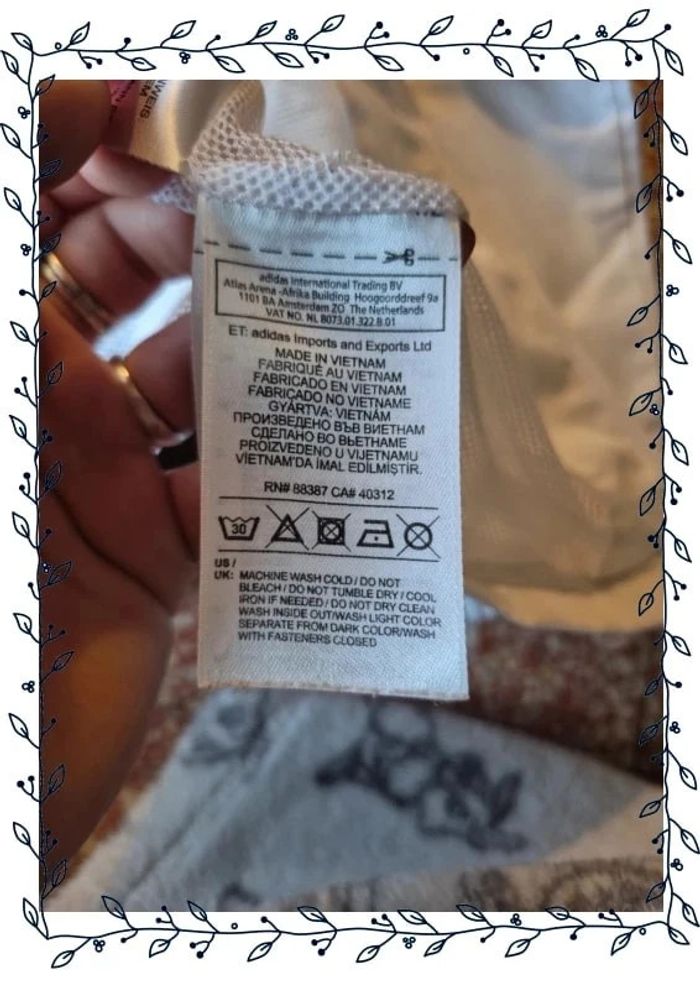 NWEIS
adidas International Trading BV
Atlas Arena -Afrika Building Hoogoorddreef 9a
1101 BA Amsterdam ZO The Netherlands
VAT NO. NL 8073.01.322.B.01
ET: adidas Imports and Exports Ltd
MADE IN VIETNAM
FABRIQUÉ AU VIETNAM
FABRICADO EN VIETNAM
FABRICADO NO VIETNAME
GYÁRTVA: VIETNÁM
ПРОИЗВЕДЕНО ВЪВ ВИЕТНАМ
СДЕЛАНО ВО ВЬЕТНАМЕ
PROIZVEDENO U VIJETNAMU
VİETNAM'DA İMAL EDİLMİŞTİR.
RN# 88387 CA# 40312
30
US /
UK: MACHINE WASH COLD / DO NOT
BLEACH / DO NOT TUMBLE DRY / COOL
IRON IF NEEDED / DO NOT DRY CLEAN
WASH INSIDE OUT/WASH LIGHT COLOR
SEPARATE FROM DARK COLOR/WASH
WITH FASTENERS CLOSED